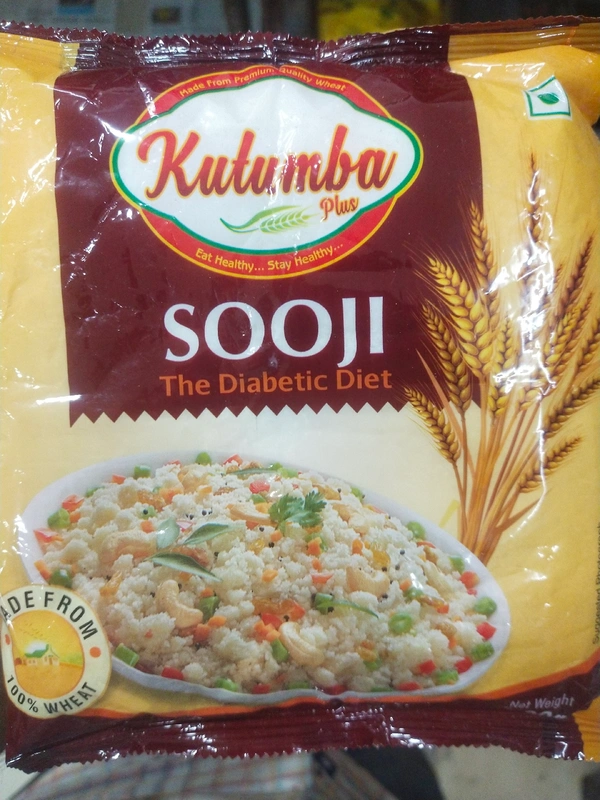 Made From Premium Quality Wheat
Kutumba
Plus
Eat Healthy... Stay Healthy...
SOOJI
The Diabetic Diet
MADE FROM
100% WHEAT
Net Weight